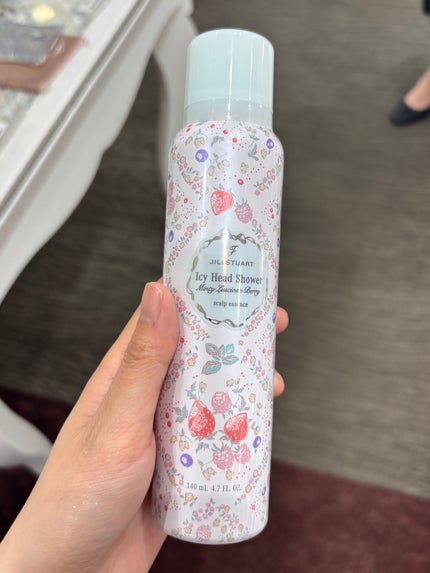 JILLSTUART
Icy Head Shower
Minty Luscious Berry
scalp essence
140 mL 4.7 FL. OZ.